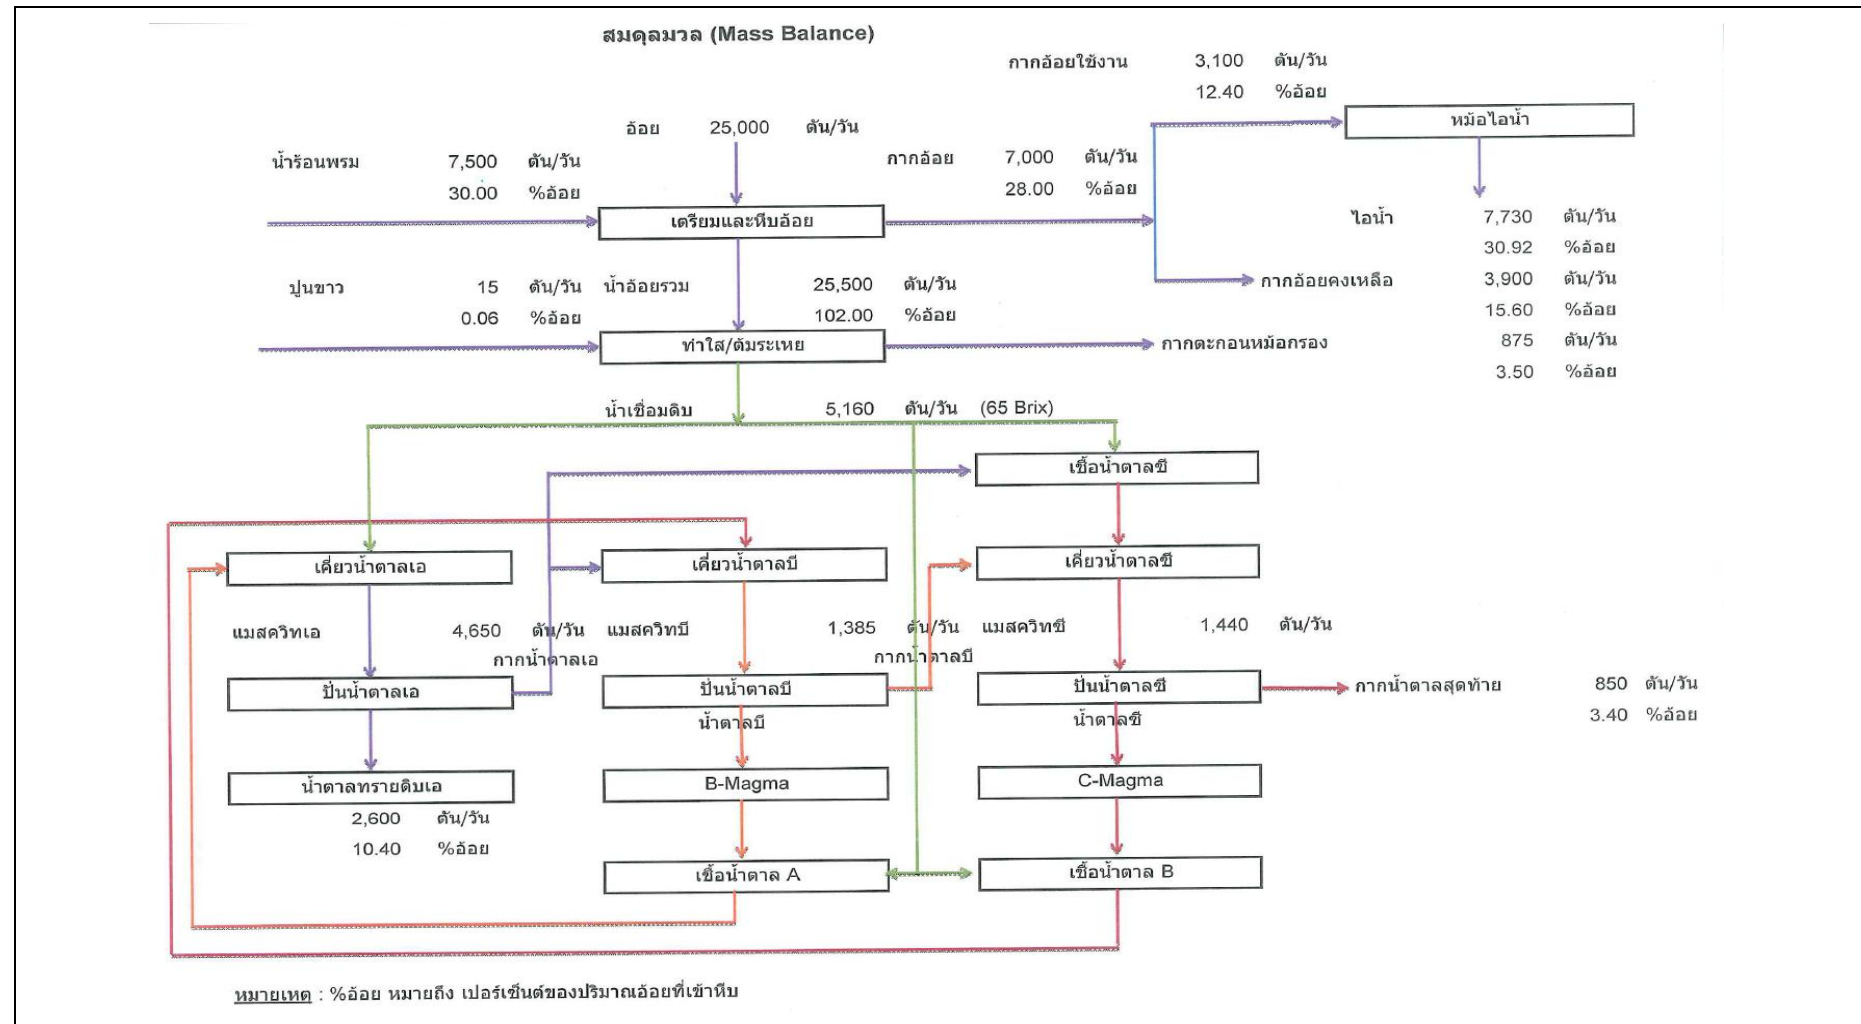 สมดุลมวล (Mass Balance)
กากอ้อยใช้งาน 3,100 ตัน/วัน
12.40 %อ้อย
หม้อไอน้ำ
อ้อย 25,000 ตัน/วัน
น้ำร้อนพรม 7,500 ตัน/วัน
30.00 %อ้อย
กากอ้อย 7,000 ตัน/วัน
28.00 %อ้อย
เตรียมและหีบอ้อย
ไอน้ำ 7,730 ตัน/วัน
30.92 %อ้อย
ปูนขาว 15 ตัน/วัน
0.06 %อ้อย
น้ำอ้อยรวม 25,500 ตัน/วัน
102.00 %อ้อย
กากอ้อยคงเหลือ 3,900 ตัน/วัน
15.60 %อ้อย
ทำใส/ต้มระเหย
กากตะกอนหม้อกรอง 875 ตัน/วัน
3.50 %อ้อย
น้ำเชื่อมดิบ 5,160 ตัน/วัน (65 Brix)
เชื้อน้ำตาลซี
เคี่ยวน้ำตาลเอ
เคี่ยวน้ำตาลบี
เคี่ยวน้ำตาลซี
แมสควิทเอ 4,650 ตัน/วัน
แมสควิทบี 1,385 ตัน/วัน
แมสควิทซี 1,440 ตัน/วัน
กากน้ำตาลเอ
กากน้ำตาลบี
ปั่นน้ำตาลเอ
ปั่นน้ำตาลบี
ปั่นน้ำตาลซี
กากน้ำตาลสุดท้าย 850 ตัน/วัน
3.40 %อ้อย
น้ำตาลบี
น้ำตาลซี
น้ำตาลทรายดิบเอ
B-Magma
C-Magma
2,600 ตัน/วัน
10.40 %อ้อย
เชื้อน้ำตาล A
เชื้อน้ำตาล B
หมายเหตุ : %อ้อย หมายถึง เปอร์เซ็นต์ของปริมาณอ้อยที่เข้าหีบ